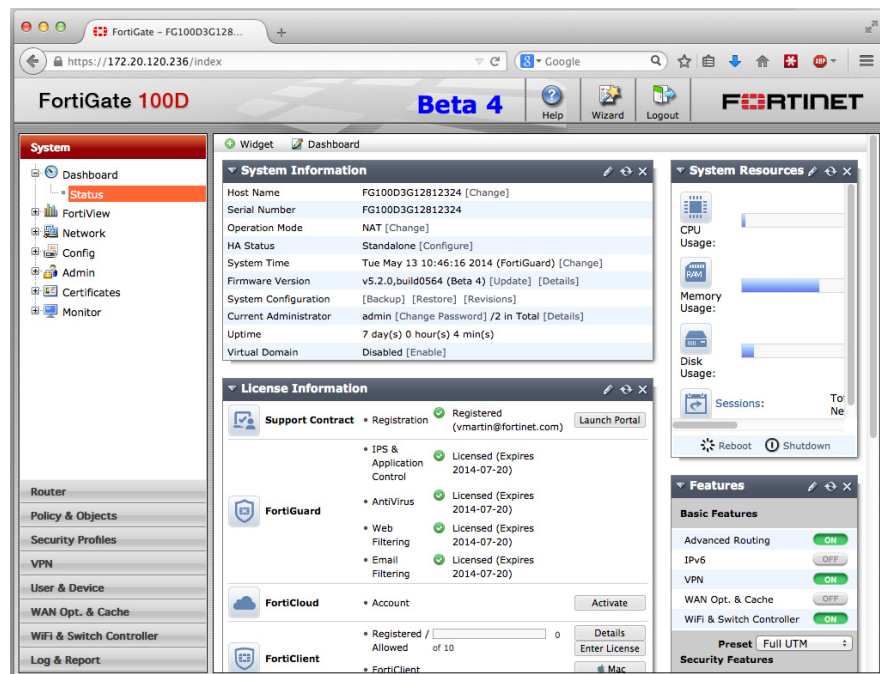 FortiGate – FG100D3G128...
https://172.20.120.236/index
Google
FortiGate 100D
Beta 4
Help
Wizard
Logout
FORTINET
System
Dashboard
Status
FortiView
Network
Config
Admin
Certificates
Monitor
Router
Policy & Objects
Security Profiles
VPN
User & Device
WAN Opt. & Cache
WiFi & Switch Controller
Log & Report
Widget Dashboard
System Information
Host Name FG100D3G12812324 [Change]
Serial Number FG100D3G12812324
Operation Mode NAT [Change]
HA Status Standalone [Configure]
System Time Tue May 13 10:46:16 2014 (FortiGuard) [Change]
Firmware Version v5.2.0,build0564 (Beta 4) [Update] [Details]
System Configuration [Backup] [Restore] [Revisions]
Current Administrator admin [Change Password] /2 in Total [Details]
Uptime 7 day(s) 0 hour(s) 4 min(s)
Virtual Domain Disabled [Enable]
License Information
Support Contract • Registration Registered
(vmartin@fortinet.com) Launch Portal
FortiGuard
• IPS &
Application
Control
Licensed (Expires
2014-07-20)
• AntiVirus
Licensed (Expires
2014-07-20)
• Web
Filtering
Licensed (Expires
2014-07-20)
• Email
Filtering
Licensed (Expires
2014-07-20)
FortiCloud • Account Activate
FortiClient
• Registered /
Allowed
0
of 10
Details
Enter License
• FortiClient
Mac
System Resources
CPU
Usage:
RAM
Memory
Usage:
Disk
Usage:
Sessions:
To
Ne
Reboot Shutdown
Features
Basic Features
Advanced Routing ON
IPv6 OFF
VPN ON
WAN Opt. & Cache OFF
WiFi & Switch Controller ON
Preset Full UTM
Security Features